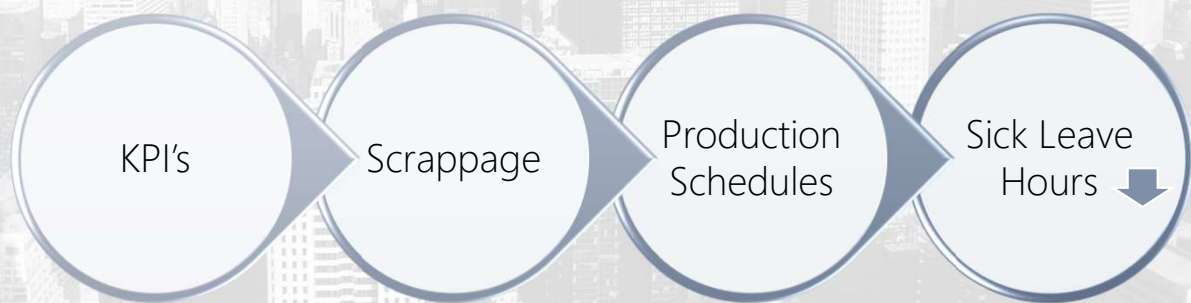 KPI’s
Scrappage
Production
Schedules
Sick Leave
Hours